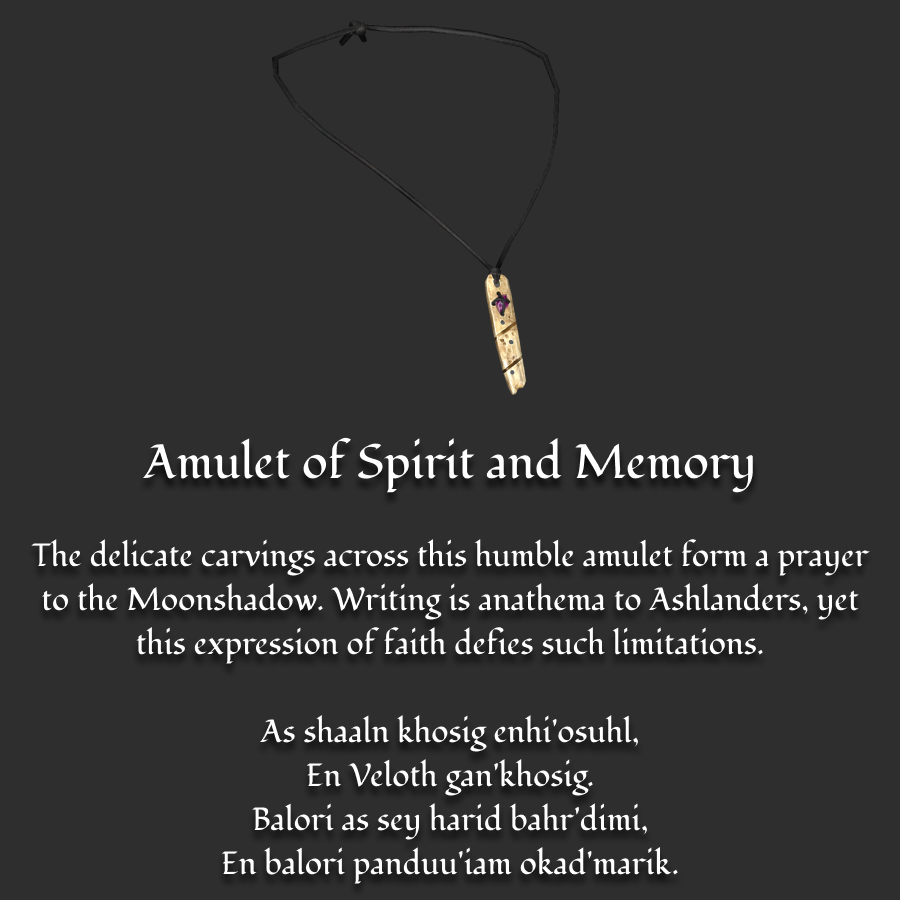 Amulet of Spirit and Memory
The delicate carvings across this humble amulet form a prayer
to the Moonshadow. Writing is anathema to Ashlanders, yet
this expression of faith defies such limitations.
As shaaln khosig enhi'osuhl,
En Veloth gan'khosig.
Balori as sey harid bahr'dimi,
En balori panduu'iam okad'marik.